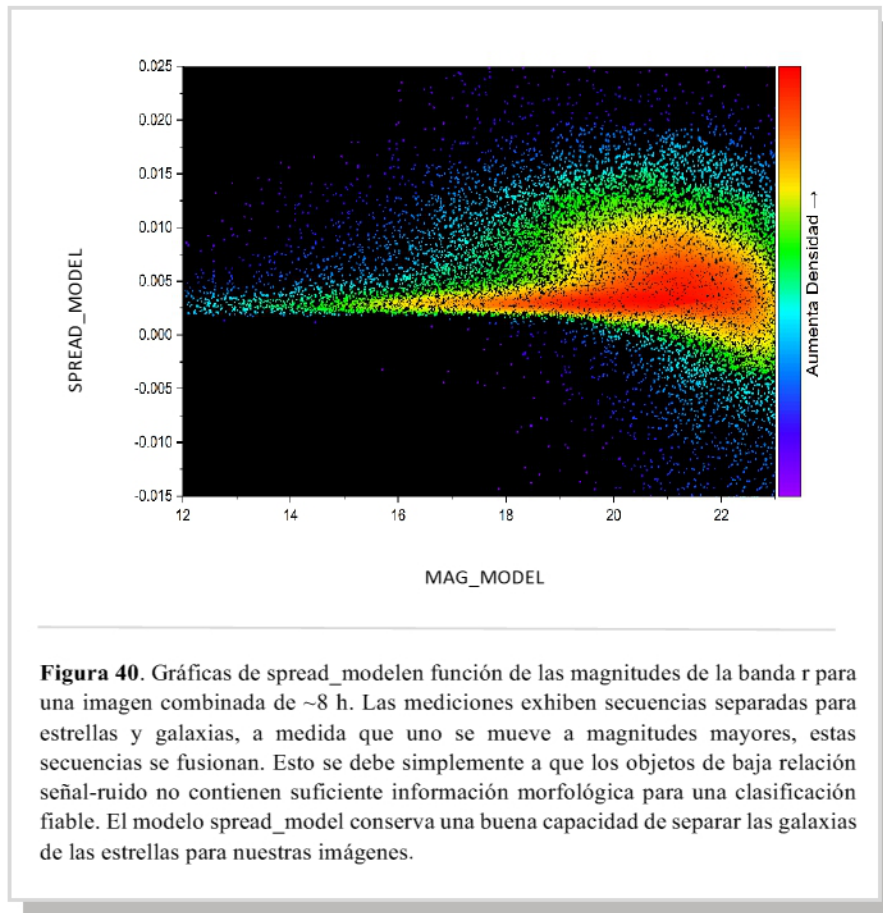 0.025
0.020
0.015
0.010
0.005
0.000
-0.005
-0.010
-0.015
12
14
16
18
20
22
SPREAD_MODEL
MAG_MODEL
Aumenta Densidad →
Figura 40. Gráficas de spread_modelen función de las magnitudes de la banda r para
una imagen combinada de ~8 h. Las mediciones exhiben secuencias separadas para
estrellas y galaxias, a medida que uno se mueve a magnitudes mayores, estas
secuencias se fusionan. Esto se debe simplemente a que los objetos de baja relación
señal-ruido no contienen suficiente información morfológica para una clasificación
fiable. El modelo spread_model conserva una buena capacidad de separar las galaxias
de las estrellas para nuestras imágenes.